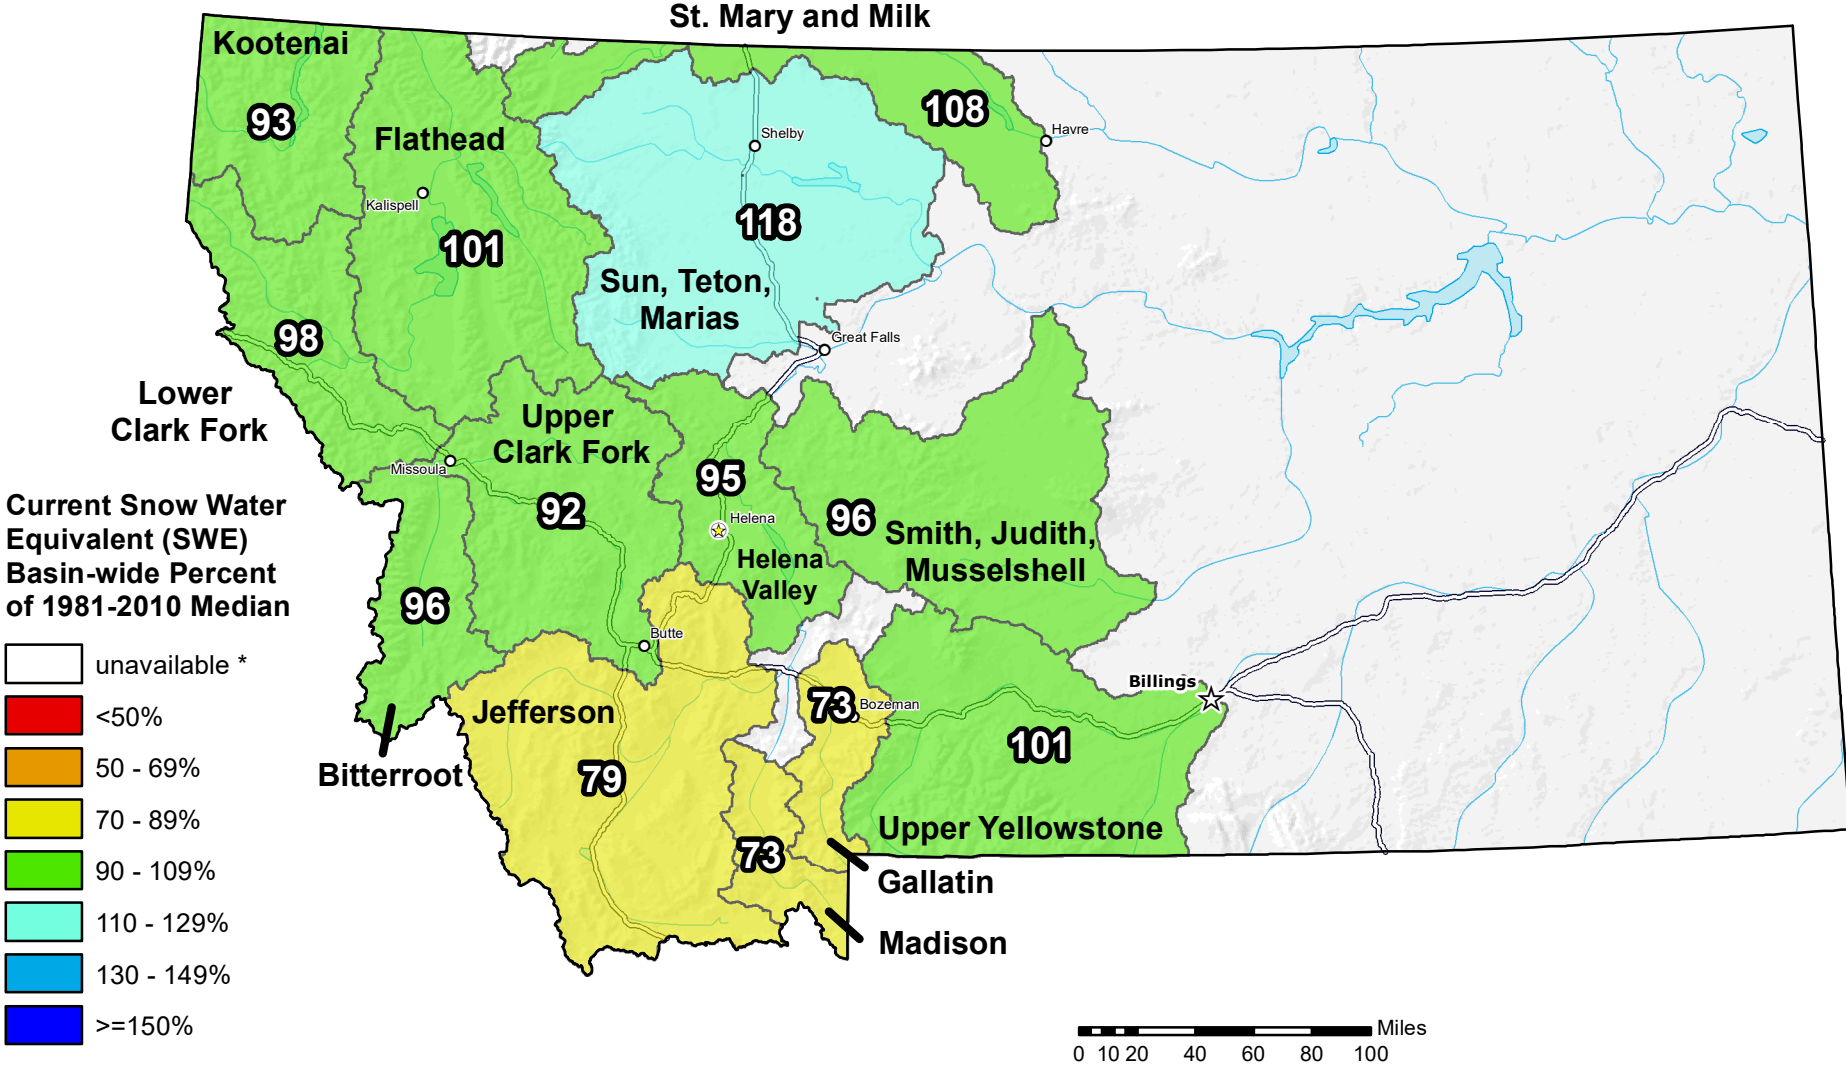 St. Mary and Milk
Kootenai
93
Flathead
108
Havre
Shelby
Kalispell
101
118
Sun, Teton,
Marias
98
Great Falls
Lower
Clark Fork
Upper
Clark Fork
Missoula
95
92
Helena
96
Smith, Judith,
Musselshell
Helena
Valley
96
Butte
Billings
Jefferson
73
Bozeman
101
Bitterroot
79
Upper Yellowstone
73
Gallatin
Madison
Current Snow Water
Equivalent (SWE)
Basin-wide Percent
of 1981-2010 Median
unavailable *
<50%
50 - 69%
70 - 89%
90 - 109%
110 - 129%
130 - 149%
>=150%
Miles
0 10 20 40 60 80 100